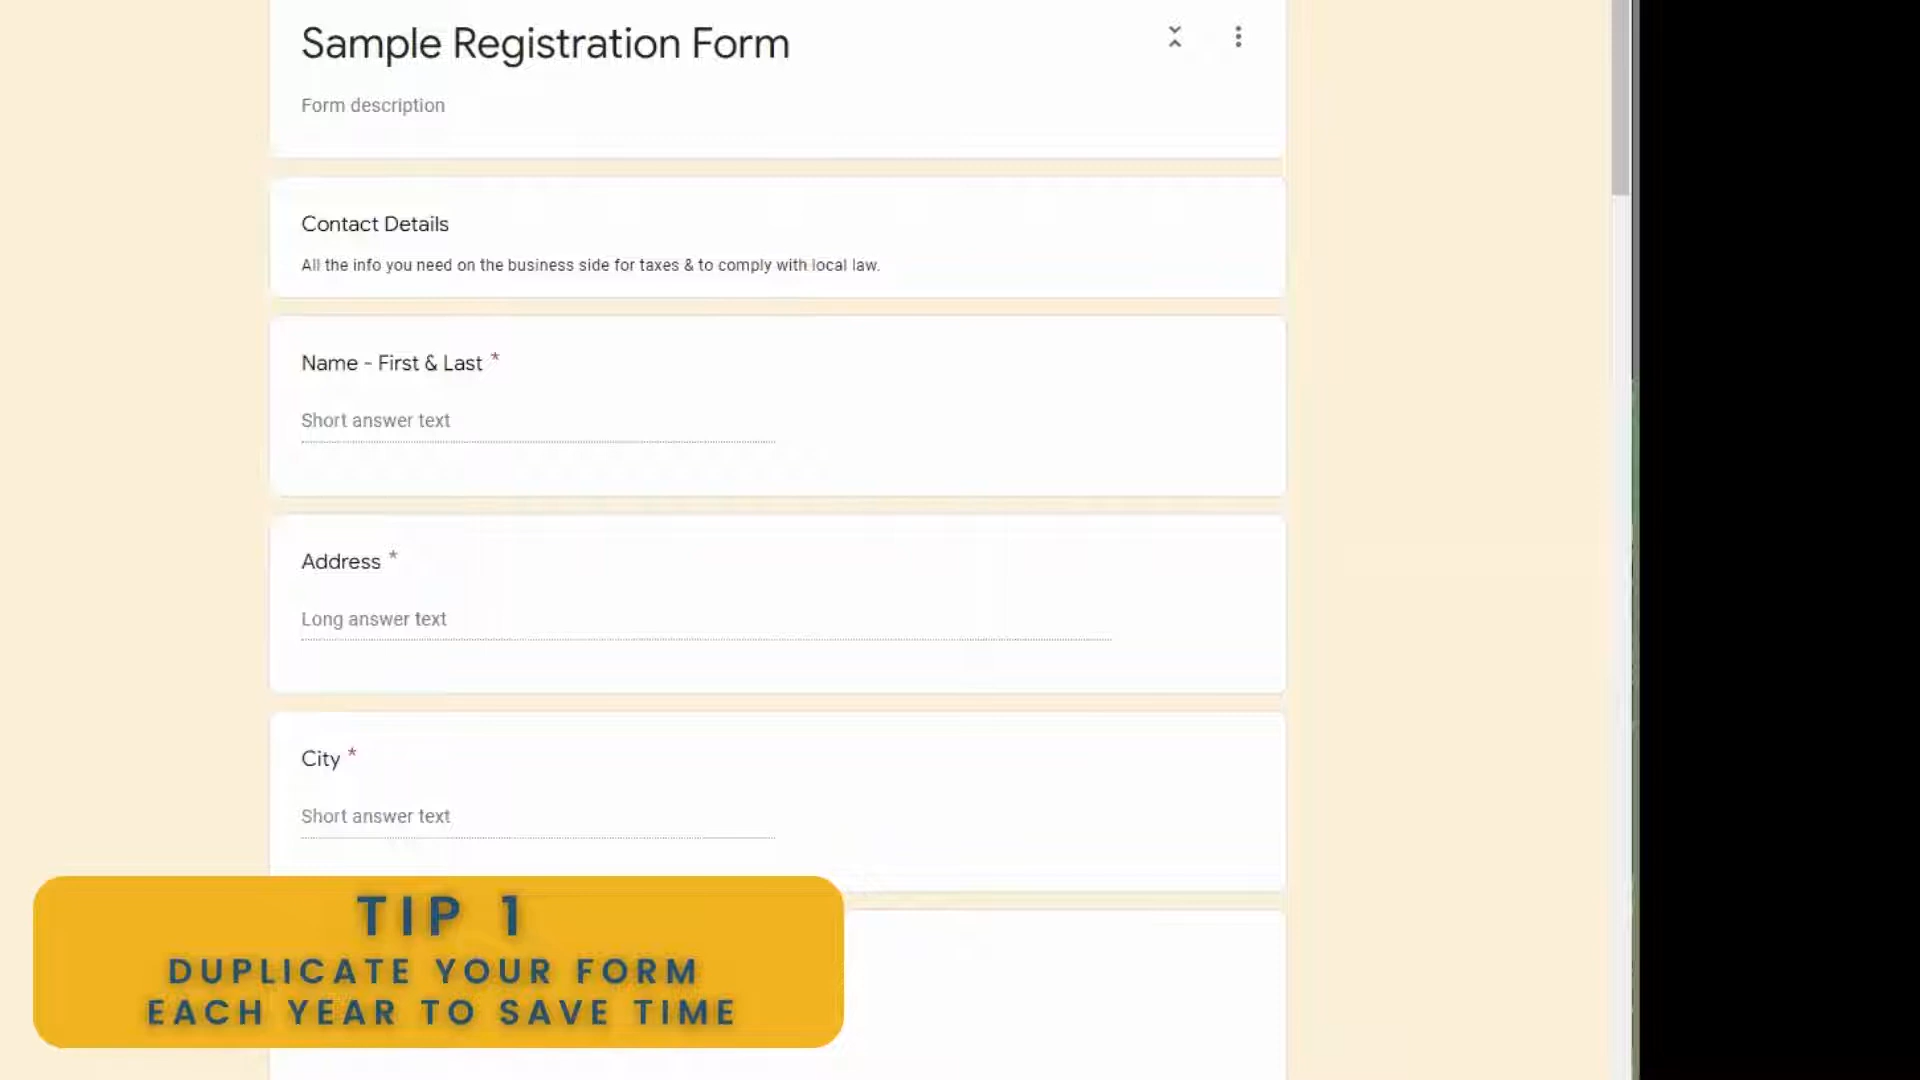 Sample Registration Form
Form description
Contact Details
All the info you need on the business side for taxes & to comply with local law.
Name - First & Last *
Short answer text
Address *
Long answer text
City *
Short answer text
TIP 1
DUPLICATE YOUR FORM
EACH YEAR TO SAVE TIME